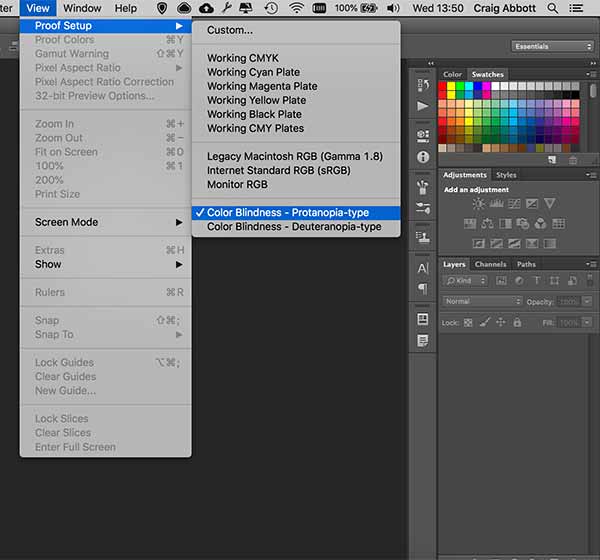 ter View Window Help 100% Wed 13:50 Craig Abbott
Proof Setup
Proof Colors ⌘Y
Gamut Warning ⇧⌘Y
Pixel Aspect Ratio
Pixel Aspect Ratio Correction
32-bit Preview Options...
Zoom In ⌘+
Zoom Out ⌘−
Fit on Screen ⌘0
100% ⌘1
200%
Print Size
Screen Mode
Extras ⌘H
Show
Rulers ⌘R
Snap ⇧⌘;
Snap To
Lock Guides ⌥⌘;
Clear Guides
New Guide...
Lock Slices
Clear Slices
Enter Full Screen
Custom...
Working CMYK
Working Cyan Plate
Working Magenta Plate
Working Yellow Plate
Working Black Plate
Working CMY Plates
Legacy Macintosh RGB (Gamma 1.8)
Internet Standard RGB (sRGB)
Monitor RGB
✓ Color Blindness - Protanopia-type
Color Blindness - Deuteranopia-type
Essentials
Color Swatches
Adjustments Styles
Add an adjustment
Layers Channels Paths
Kind
Normal Opacity: 100%
Lock: Fill: 100%